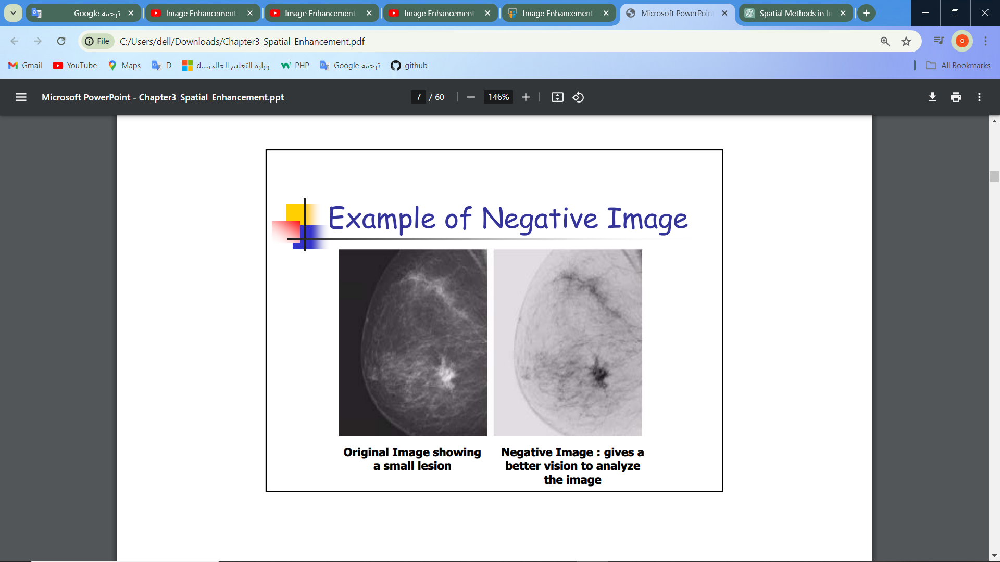 ترجمة Google
Image Enhancement
Image Enhancement
Image Enhancement
Image Enhancement
Microsoft PowerPoin
Spatial Methods in In
File
C:/Users/dell/Downloads/Chapter3_Spatial_Enhancement.pdf
O
Gmail
YouTube
Maps
D
d....وزارة التعليم العالي
PHP
ترجمة Google
github
All Bookmarks
Microsoft PowerPoint - Chapter3_Spatial_Enhancement.ppt
7 / 60
146%
Example of Negative Image
Original Image showing
a small lesion
Negative Image : gives a
better vision to analyze
the image